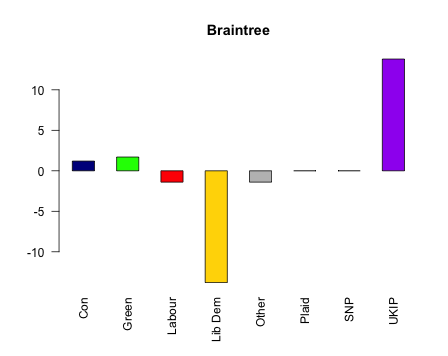 Braintree
10
5
0
-5
-10
Con
Green
Labour
Lib Dem
Other
Plaid
SNP
UKIP